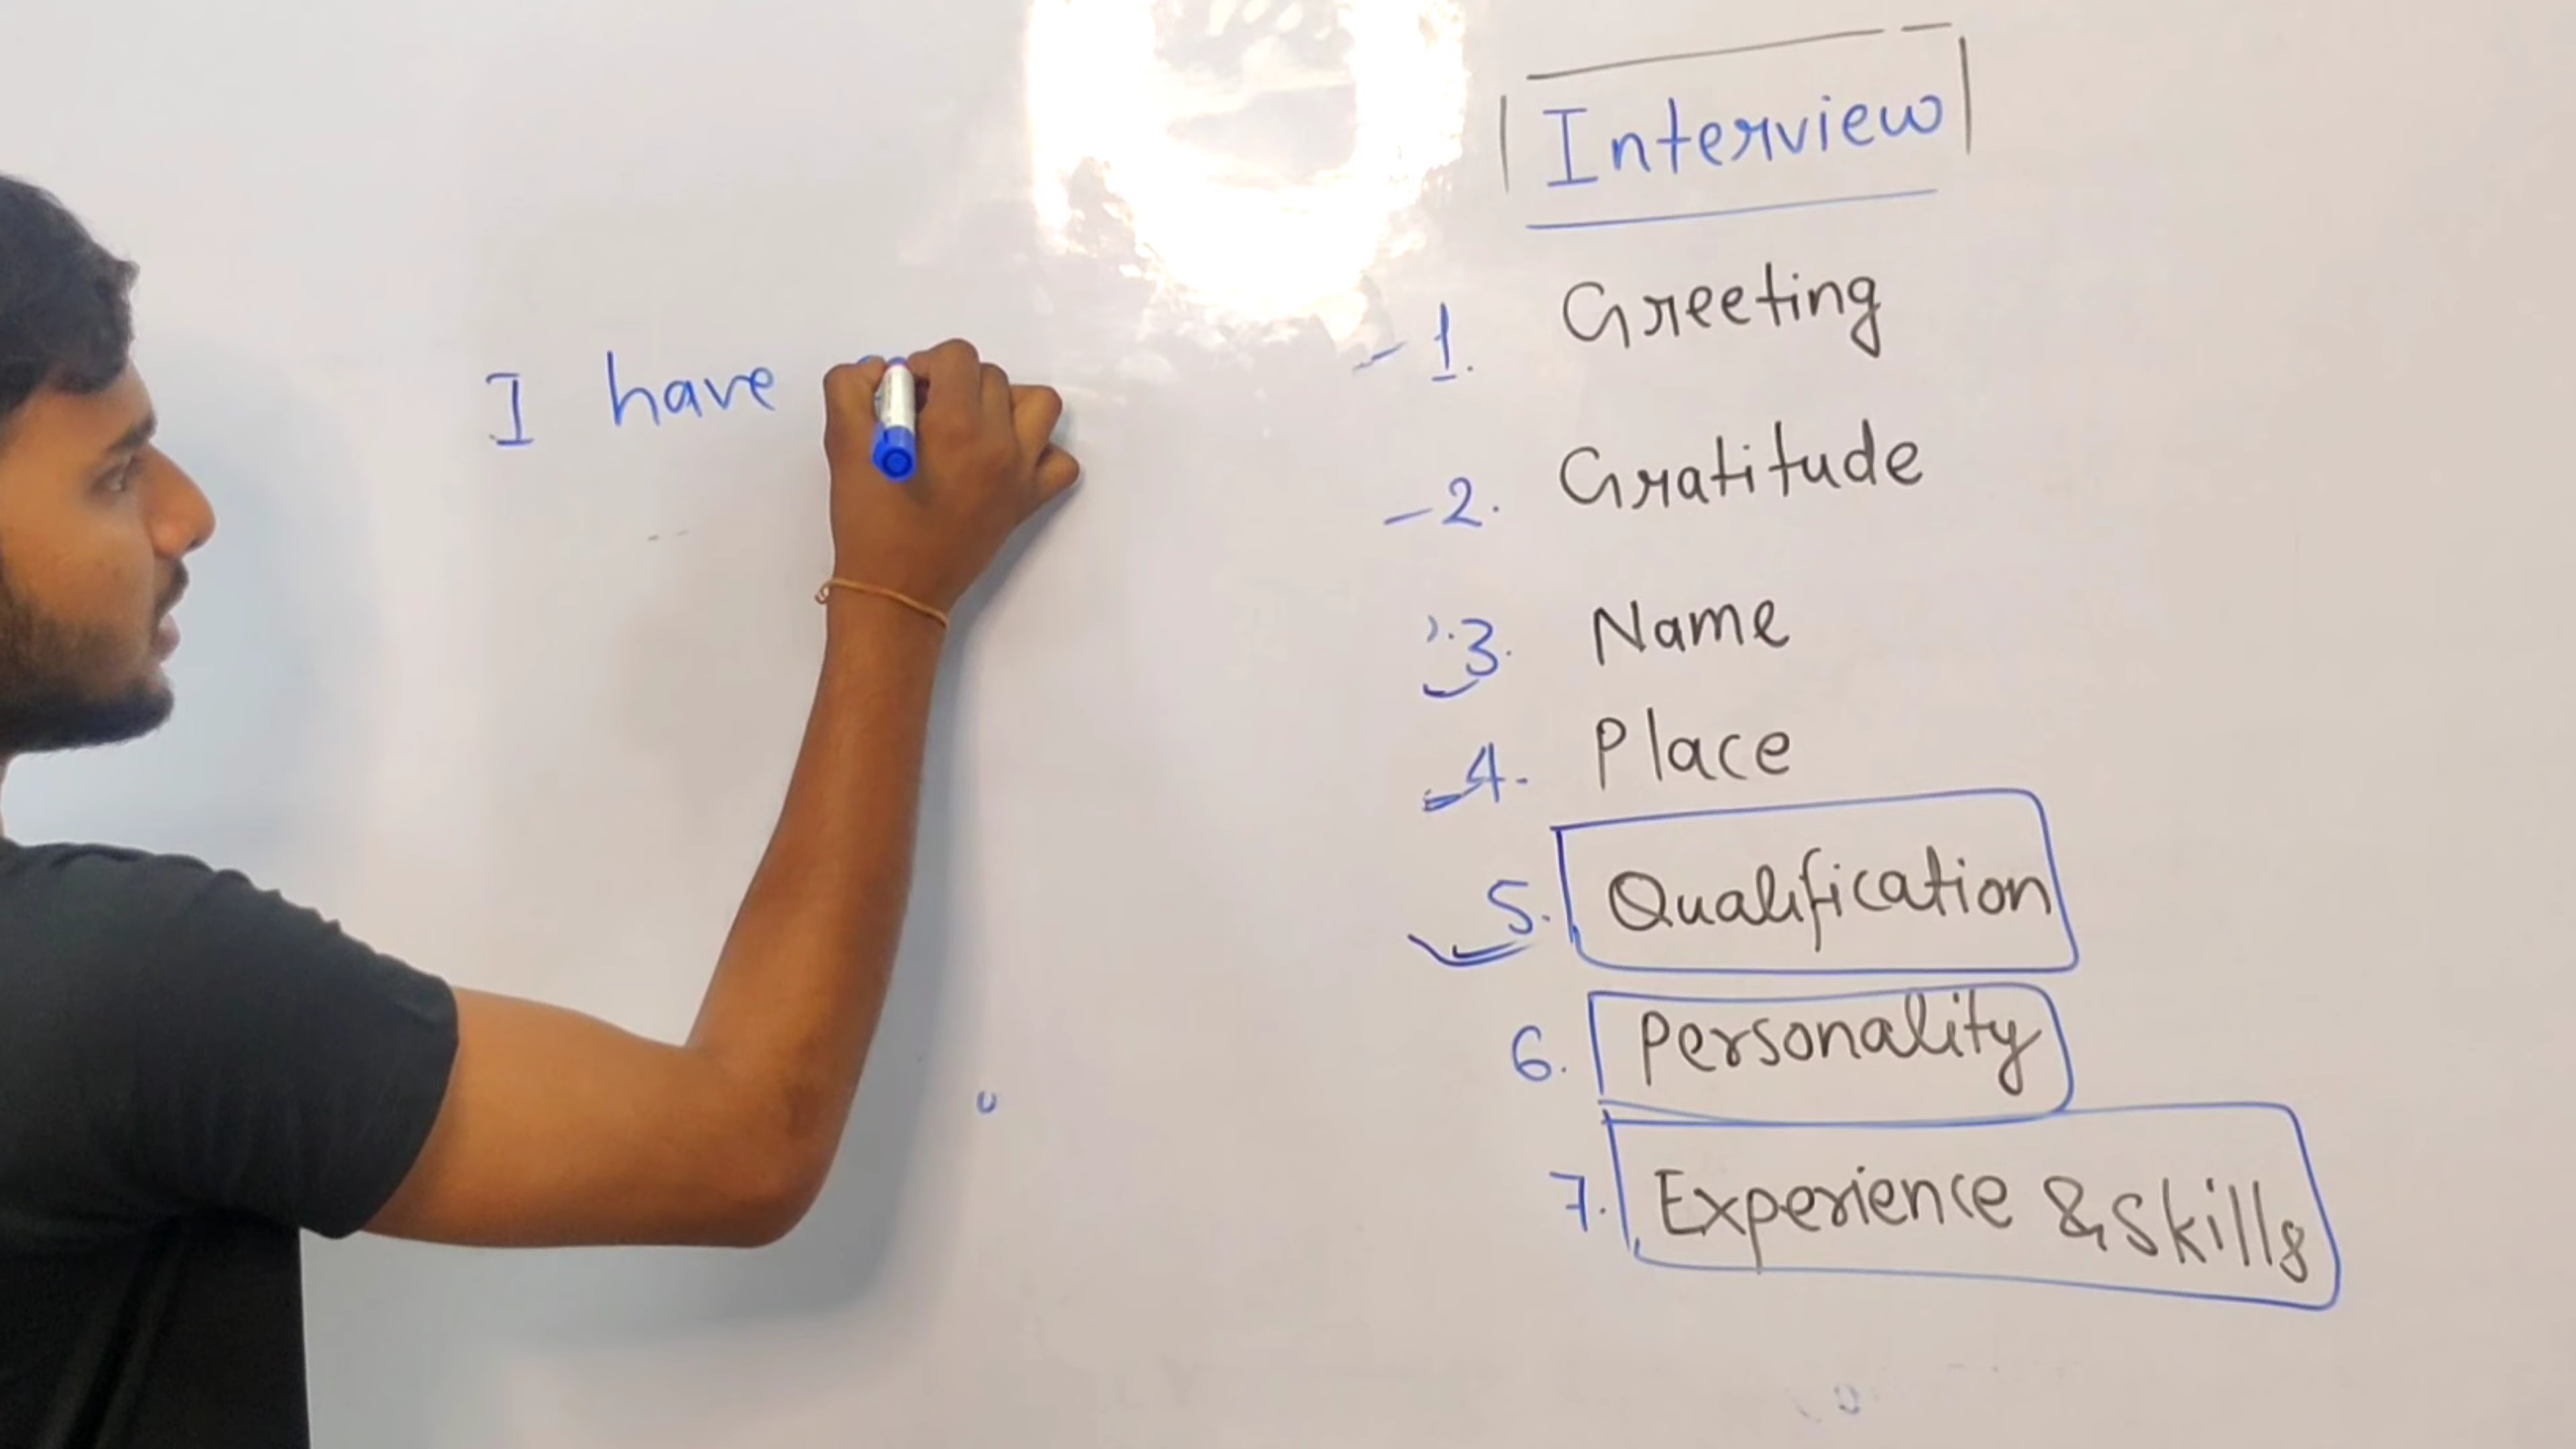 Interview
I have
1. Greeting
2. Gratitude
3. Name
4. Place
5. Qualification
6. Personality
7. Experience & Skills